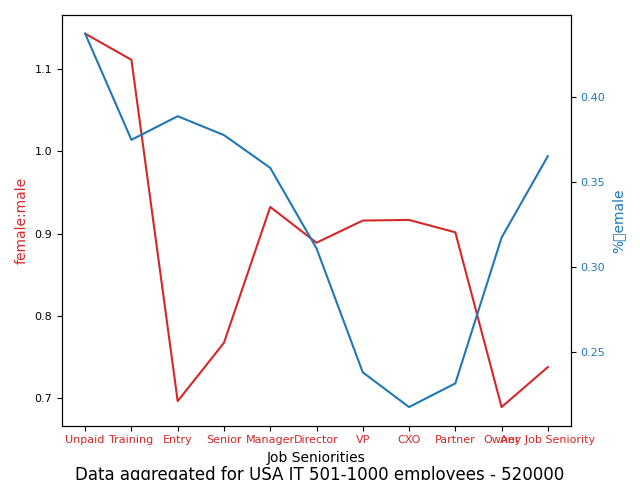 1.1
1.0
0.9
0.8
0.7
female:male
0.40
0.35
0.30
0.25
%▯emale
Unpaid Training Entry Senior Manager Director VP CXO Partner Owner Any Job Seniority
Job Seniorities
Data aggregated for USA IT 501-1000 employees - 520000